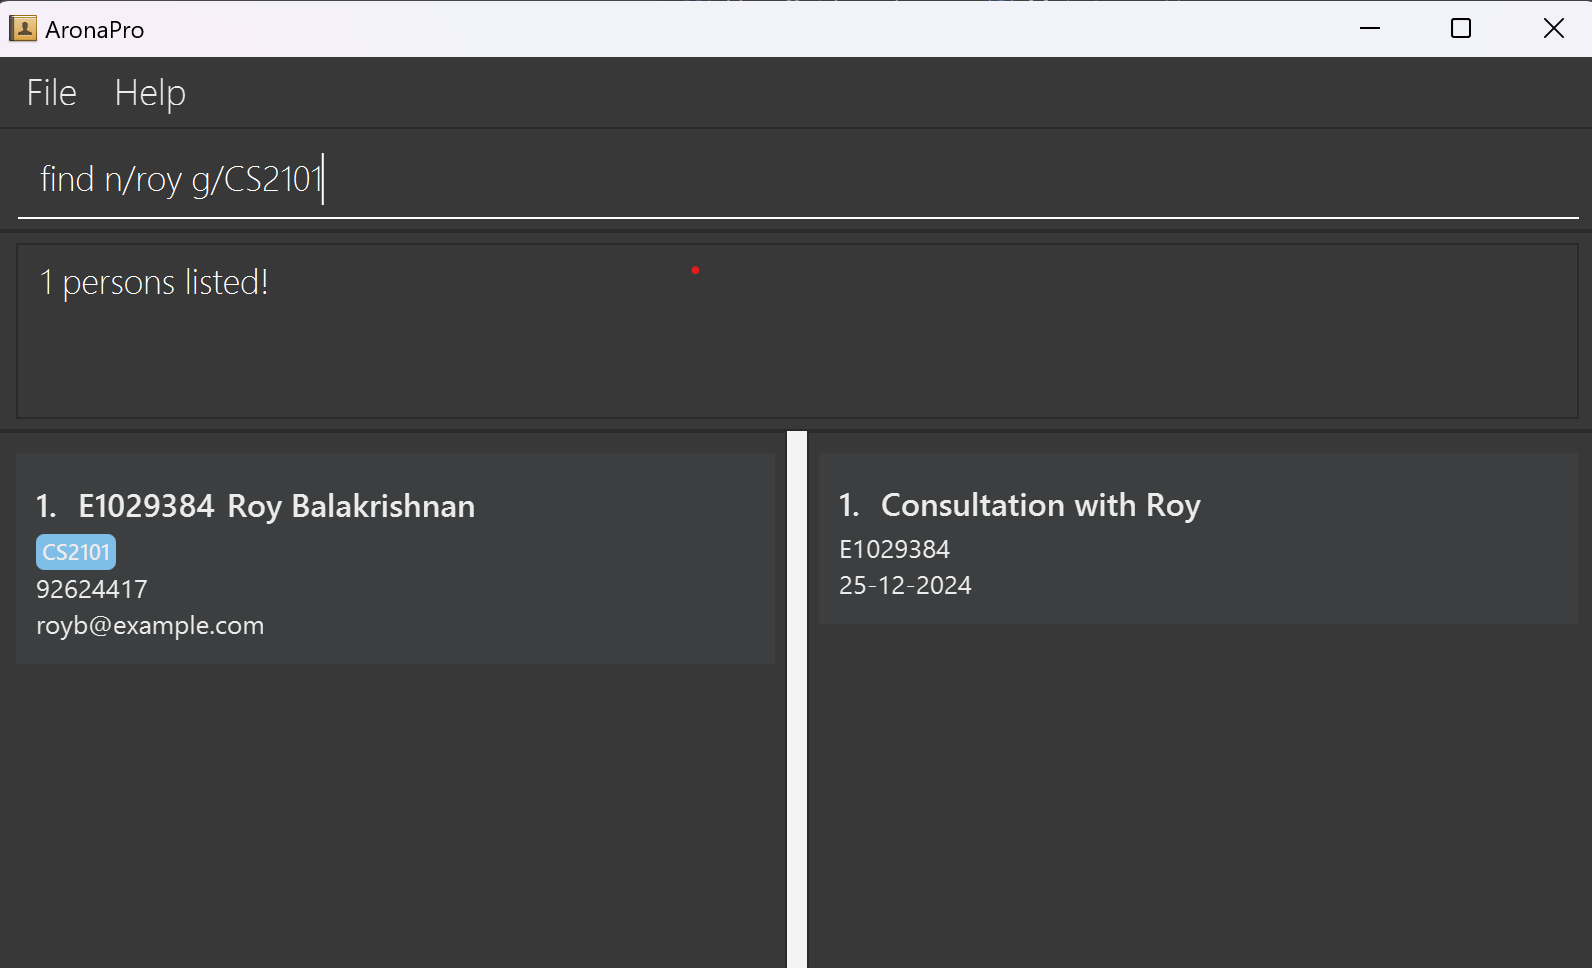 AronaPro
File Help
find n/roy g/CS2101
1 persons listed!
1. E1029384 Roy Balakrishnan
CS2101
92624417
royb@example.com
1. Consultation with Roy
E1029384
25-12-2024